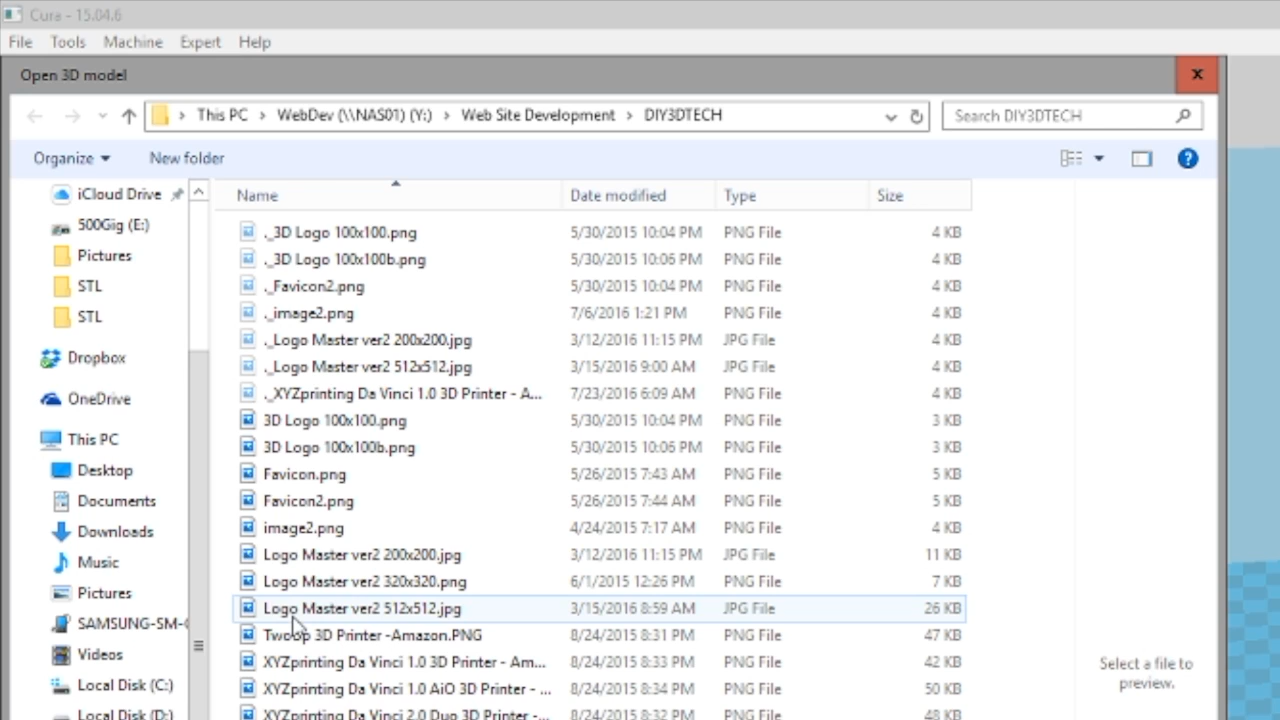 Cura - 15.04.6
File Tools Machine Expert Help
Open 3D model
x
This PC > WebDev (\\NAS01) (Y:) > Web Site Development > DIY3DTECH
Search DIY3DTECH
Organize New folder
?
iCloud Drive
500Gig (E:)
Pictures
STL
STL
Dropbox
OneDrive
This PC
Desktop
Documents
Downloads
Music
Pictures
SAMSUNG-SM-
Videos
Local Disk (C:)
Local Disk (D:)
Name Date modified Type Size
._3D Logo 100x100.png 5/30/2015 10:04 PM PNG File 4 KB
._3D Logo 100x100b.png 5/30/2015 10:06 PM PNG File 4 KB
._Favicon2.png 5/30/2015 10:04 PM PNG File 4 KB
._image2.png 7/6/2016 1:21 PM PNG File 4 KB
._Logo Master ver2 200x200.jpg 3/12/2016 11:15 PM JPG File 4 KB
._Logo Master ver2 512x512.jpg 3/15/2016 9:00 AM JPG File 4 KB
._XYZprinting Da Vinci 1.0 3D Printer - A... 7/23/2016 6:09 AM PNG File 4 KB
3D Logo 100x100.png 5/30/2015 10:04 PM PNG File 3 KB
3D Logo 100x100b.png 5/30/2015 10:06 PM PNG File 3 KB
Favicon.png 5/26/2015 7:43 AM PNG File 5 KB
Favicon2.png 5/26/2015 7:44 AM PNG File 5 KB
image2.png 4/24/2015 7:17 AM PNG File 4 KB
Logo Master ver2 200x200.jpg 3/12/2016 11:15 PM JPG File 11 KB
Logo Master ver2 320x320.png 6/1/2015 12:26 PM PNG File 7 KB
Logo Master ver2 512x512.jpg 3/15/2016 8:59 AM JPG File 26 KB
3D Printer -Amazon.PNG 8/24/2015 8:31 PM PNG File 47 KB
XYZprinting Da Vinci 1.0 3D Printer - Am... 8/24/2015 8:33 PM PNG File 42 KB
XYZprinting Da Vinci 1.0 AiO 3D Printer - ... 8/24/2015 8:34 PM PNG File 50 KB
XYZprinting Da Vinci 2.0 Duo 3D Printer -... 8/24/2015 8:32 PM PNG File 48 KB
Select a file to
preview.